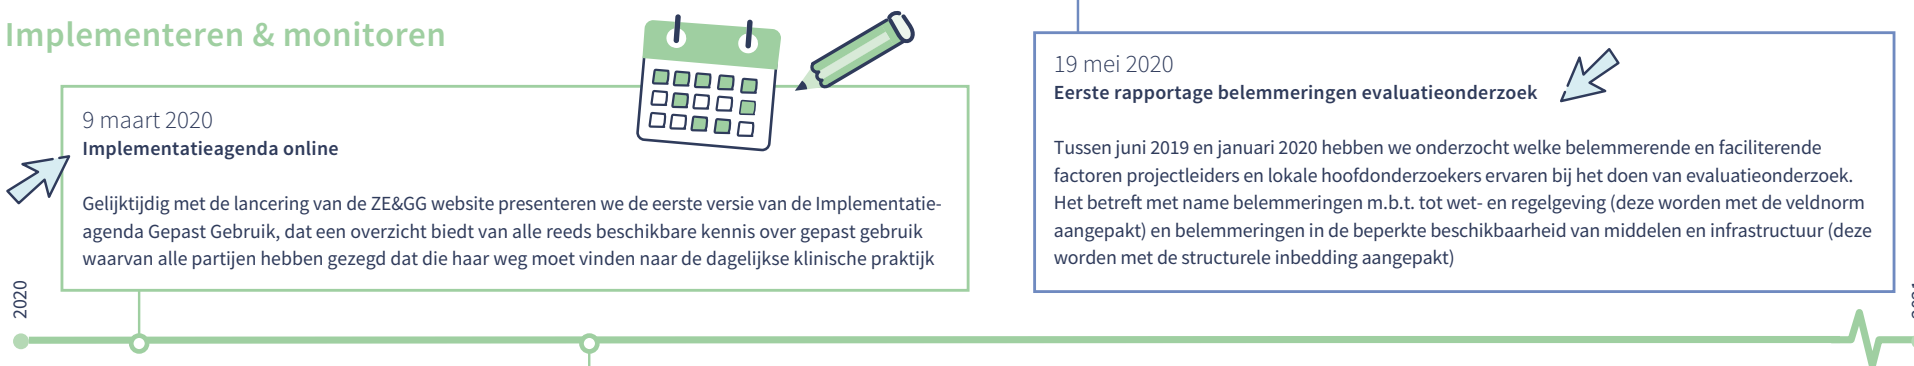 Implementeren & monitoren
9 maart 2020
Implementatieagenda online
Gelijktijdig met de lancering van de ZE&GG website presenteren we de eerste versie van de Implementatie-
agenda Gepast Gebruik, dat een overzicht biedt van alle reeds beschikbare kennis over gepast gebruik
waarvan alle partijen hebben gezegd dat die haar weg moet vinden naar de dagelijkse klinische praktijk
19 mei 2020
Eerste rapportage belemmeringen evaluatieonderzoek
Tussen juni 2019 en januari 2020 hebben we onderzocht welke belemmerende en faciliterende
factoren projectleiders en lokale hoofdonderzoekers ervaren bij het doen van evaluatieonderzoek.
Het betreft met name belemmeringen m.b.t. tot wet- en regelgeving (deze worden met de veldnorm
aangepakt) en belemmeringen in de beperkte beschikbaarheid van middelen en infrastructuur (deze
worden met de structurele inbedding aangepakt)
2020